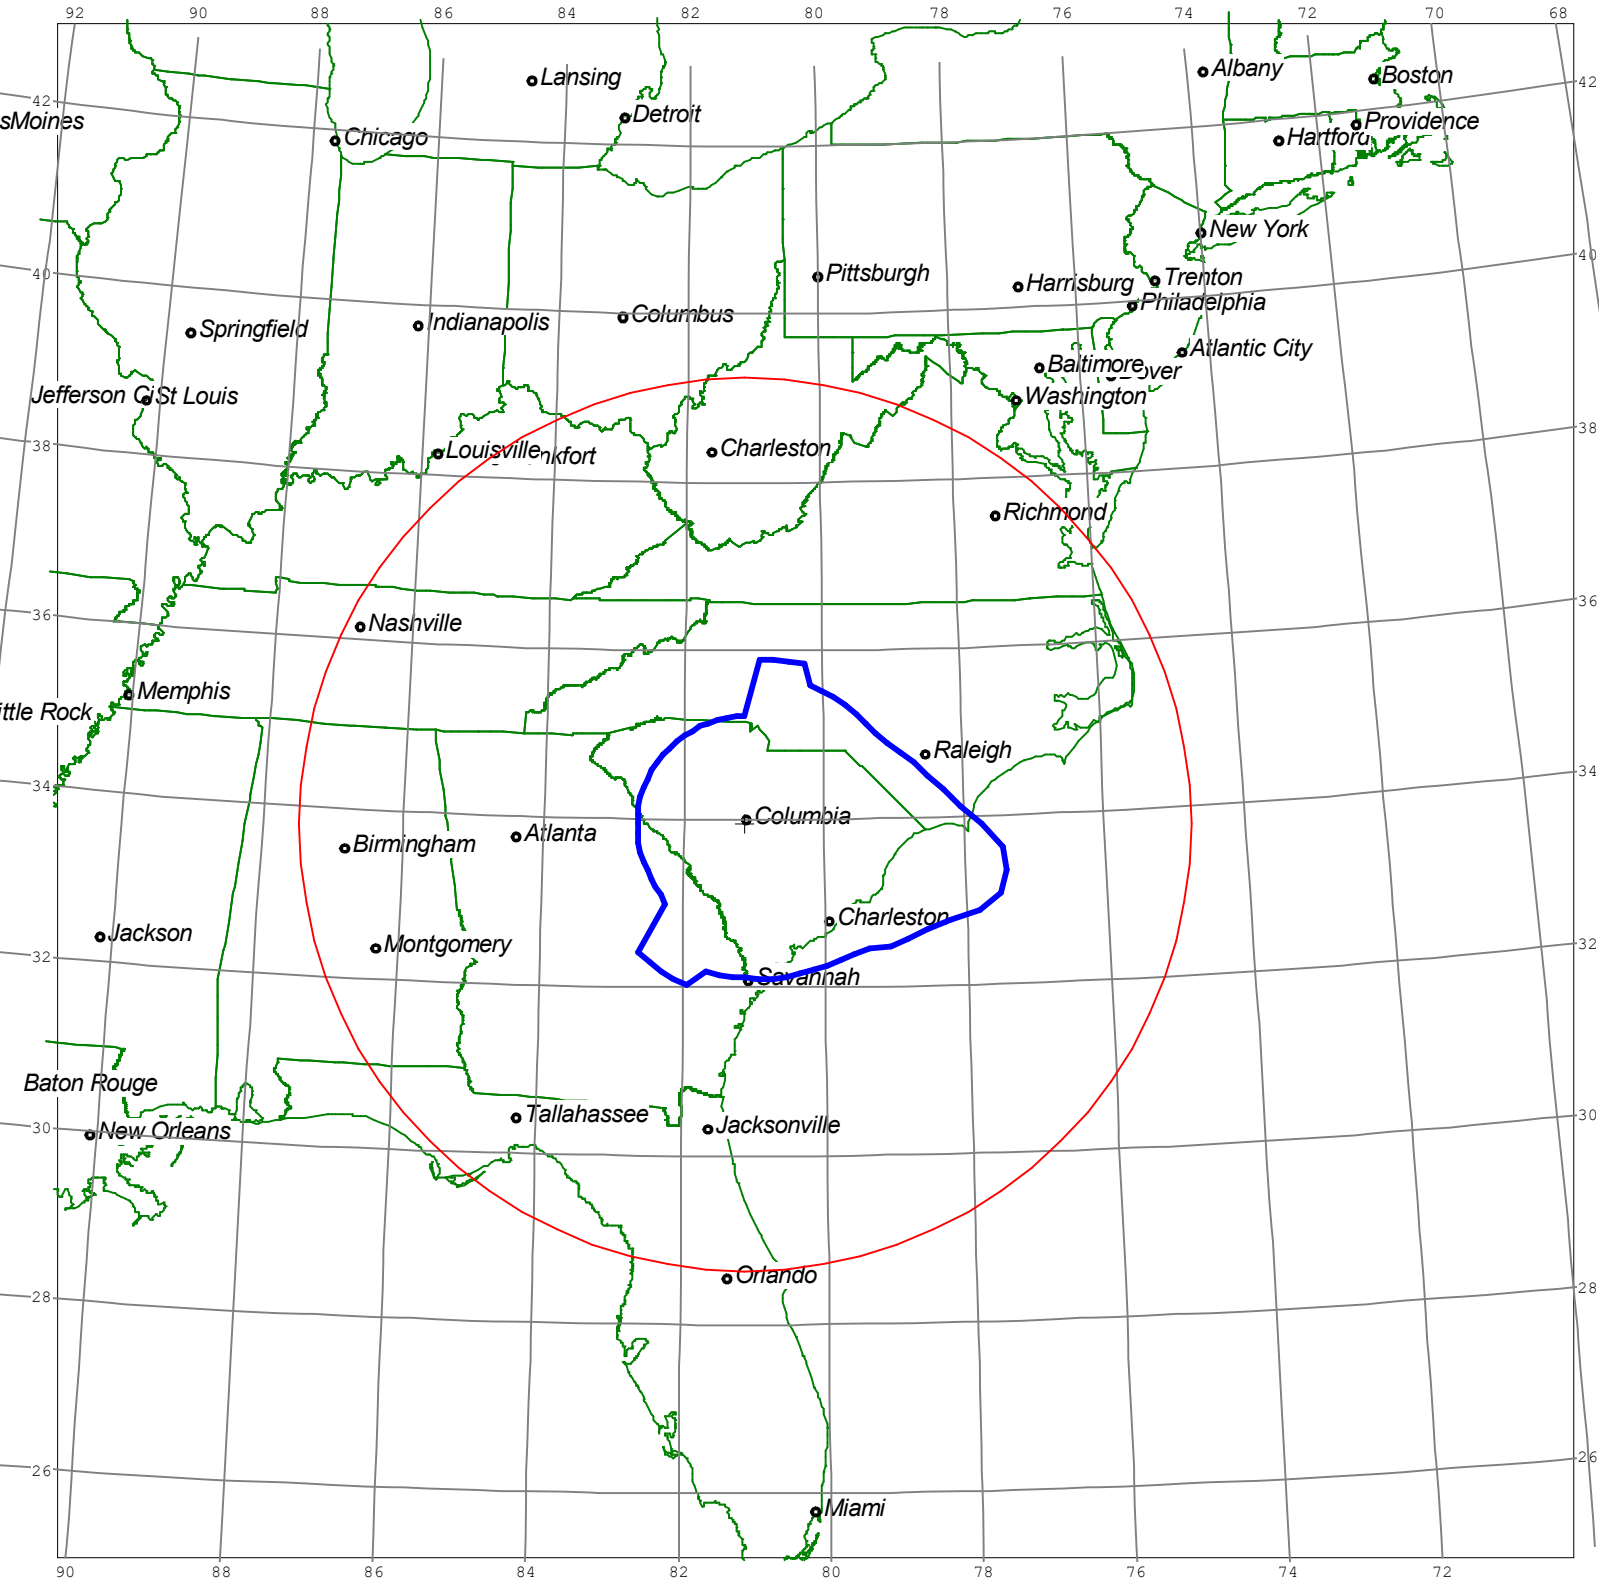 92 90 88 86 84 82 80 78 76 74 72 70 68
Lansing
Albany
Boston
42
42
Detroit
sMoines
Chicago
Providence
Hartford
New York
40
40
Pittsburgh
Harrisburg
Trenton
Philadelphia
Springfield
Indianapolis
Columbus
Atlantic City
Baltimore
Dover
Jefferson C
St Louis
Washington
38
38
Louisville
nkfort
Charleston
Richmond
36
36
Nashville
Memphis
ittle Rock
Raleigh
34
34
Columbia
Birmingham
Atlanta
Charleston
Jackson
Montgomery
32
32
Savannah
Baton Rouge
Tallahassee
Jacksonville
30
30
New Orleans
Orlando
28
28
26
26
Miami
90 88 86 84 82 80 78 76 74 72